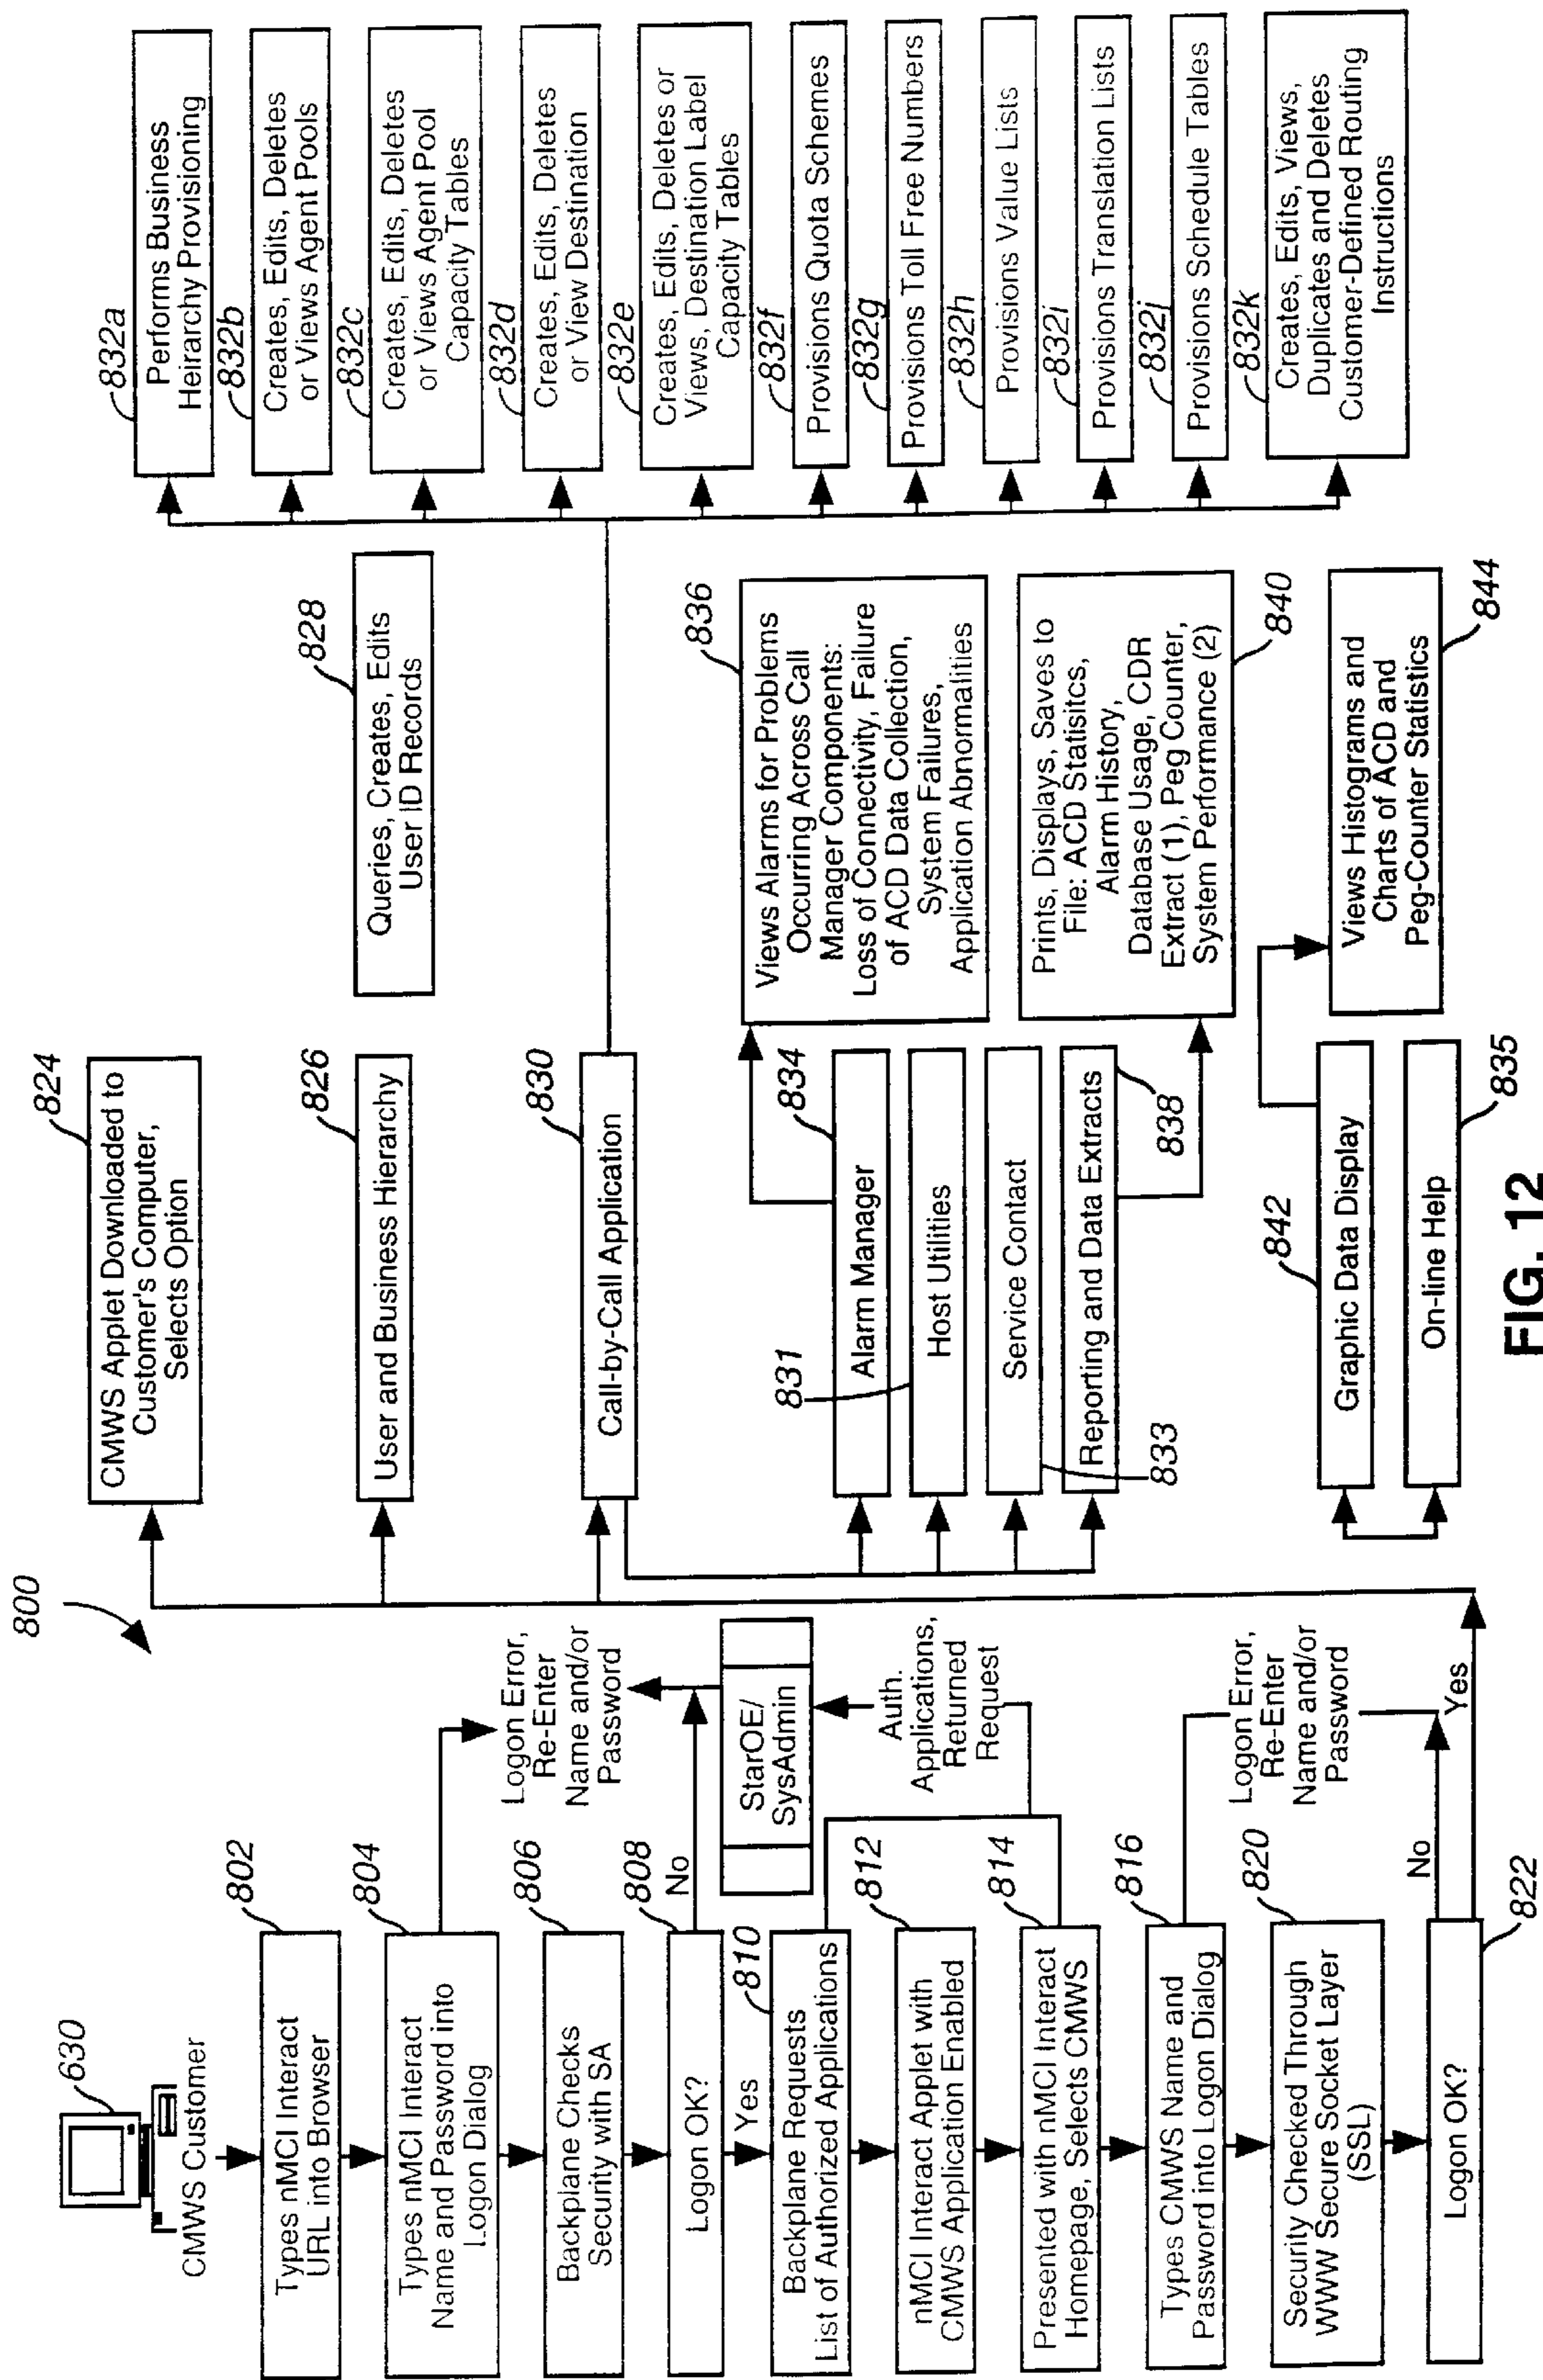 800
630
CMWS Customer
802
Types nMCI Interact
URL into Browser
804
Types nMCI Interact
Name and Password into
Logon Dialog
Logon Error,
Re-Enter
Name and/or
Password
806
Backplane Checks
Security with SA
808
Logon OK?
No
Yes
StarOE/
SysAdmin
810
Backplane Requests
List of Authorized Applications
Auth.
Applications,
Returned
Request
812
nMCI Interact Applet with
CMWS Application Enabled
814
Presented with nMCI Interact
Homepage, Selects CMWS
816
Types CMWS Name and
Password into Logon Dialog
Logon Error,
Re-Enter
Name and/or
Password
820
Security Checked Through
WWW Secure Socket Layer
(SSL)
No
Logon OK?
Yes
822
824
CMWS Applet Downloaded to
Customer's Computer,
Selects Option
826
User and Business Hierarchy
828
Queries, Creates, Edits
User ID Records
830
Call-by-Call Application
831
834
Alarm Manager
Host Utilities
Service Contact
833
Reporting and Data Extracts
838
836
Views Alarms for Problems
Occurring Across Call
Manager Components:
Loss of Connectivity, Failure
of ACD Data Collection,
System Failures,
Application Abnormalities
Prints, Displays, Saves to
File: ACD Statisitcs,
Alarm History,
Database Usage, CDR
Extract (1), Peg Counter,
System Performance (2)
840
842
Graphic Data Display
On-line Help
835
Views Histograms and
Charts of ACD and
Peg-Counter Statistics
844
832a
Performs Business
Heirarchy Provisioning
832b
Creates, Edits, Deletes
or Views Agent Pools
832c
Creates, Edits, Deletes
or Views Agent Pool
Capacity Tables
832d
Creates, Edits, Deletes
or View Destination
832e
Creates, Edits, Deletes or
Views, Destination Label
Capacity Tables
832f
Provisions Quota Schemes
832g
Provisions Toll Free Numbers
832h
Provisions Value Lists
832i
Provisions Translation Lists
832j
Provisions Schedule Tables
832k
Creates, Edits, Views,
Duplicates and Deletes
Customer-Defined Routing
Instructions
FIG. 12